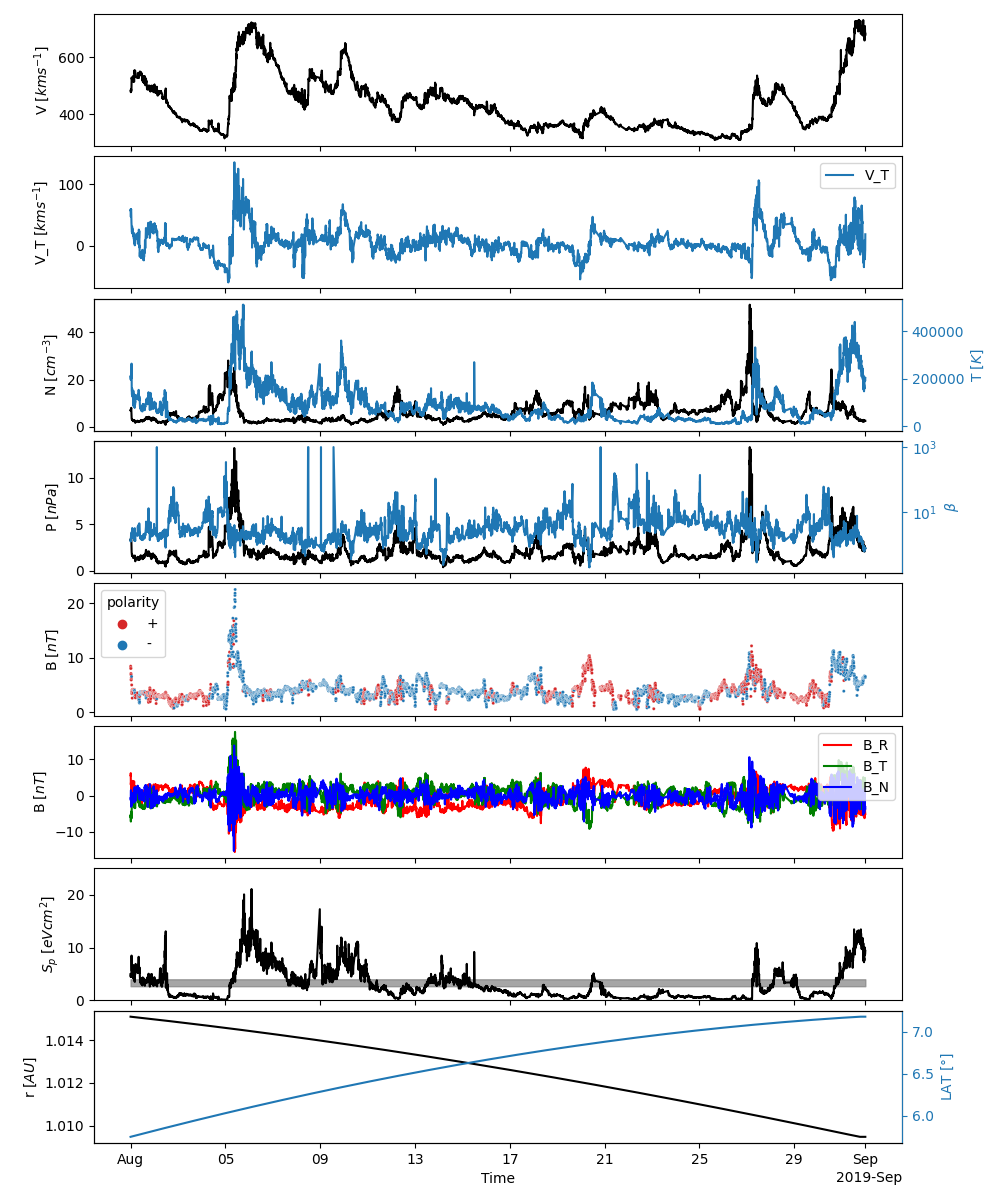 600
400
V [kms⁻¹]
100
0
V_T [kms⁻¹]
V_T
40
20
0
N [cm⁻³]
400000
200000
0
T [K]
10
5
0
P [nPa]
10³
10¹
β
20
10
0
B [nT]
polarity
+
-
10
0
−10
B [nT]
B_R
B_T
B_N
20
10
0
Sₚ [eVcm²]
1.014
1.012
1.010
r [AU]
7.0
6.5
6.0
LAT [°]
Aug 05 09 13 17 21 25 29 Sep
Time
2019-Sep